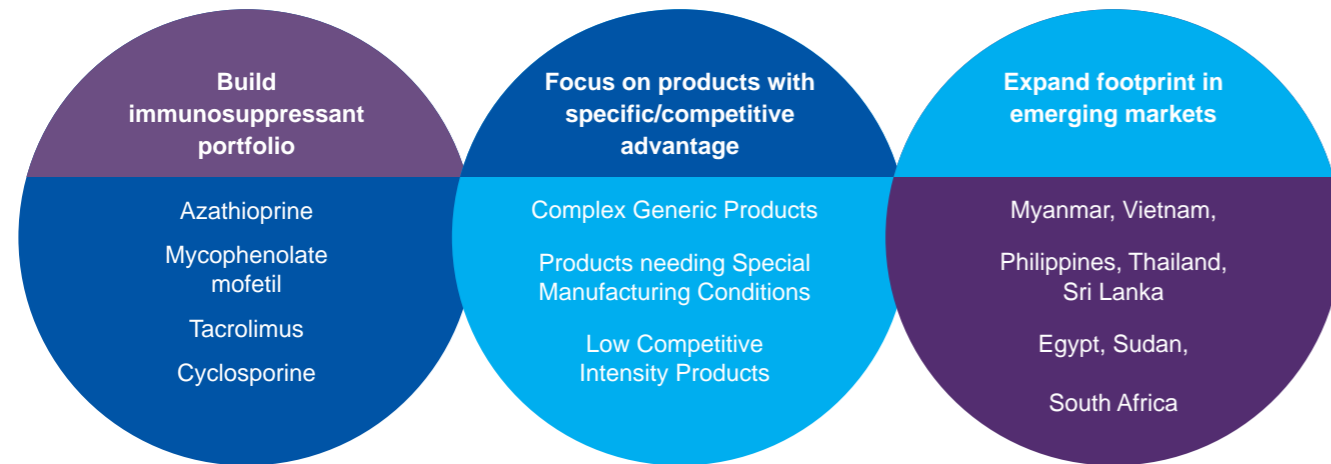 Build
immunosuppressant
portfolio
Azathioprine
Mycophenolate
mofetil
Tacrolimus
Cyclosporine
Focus on products with
specific/competitive
advantage
Complex Generic Products
Products needing Special
Manufacturing Conditions
Low Competitive
Intensity Products
Expand footprint in
emerging markets
Myanmar, Vietnam,
Philippines, Thailand,
Sri Lanka
Egypt, Sudan,
South Africa